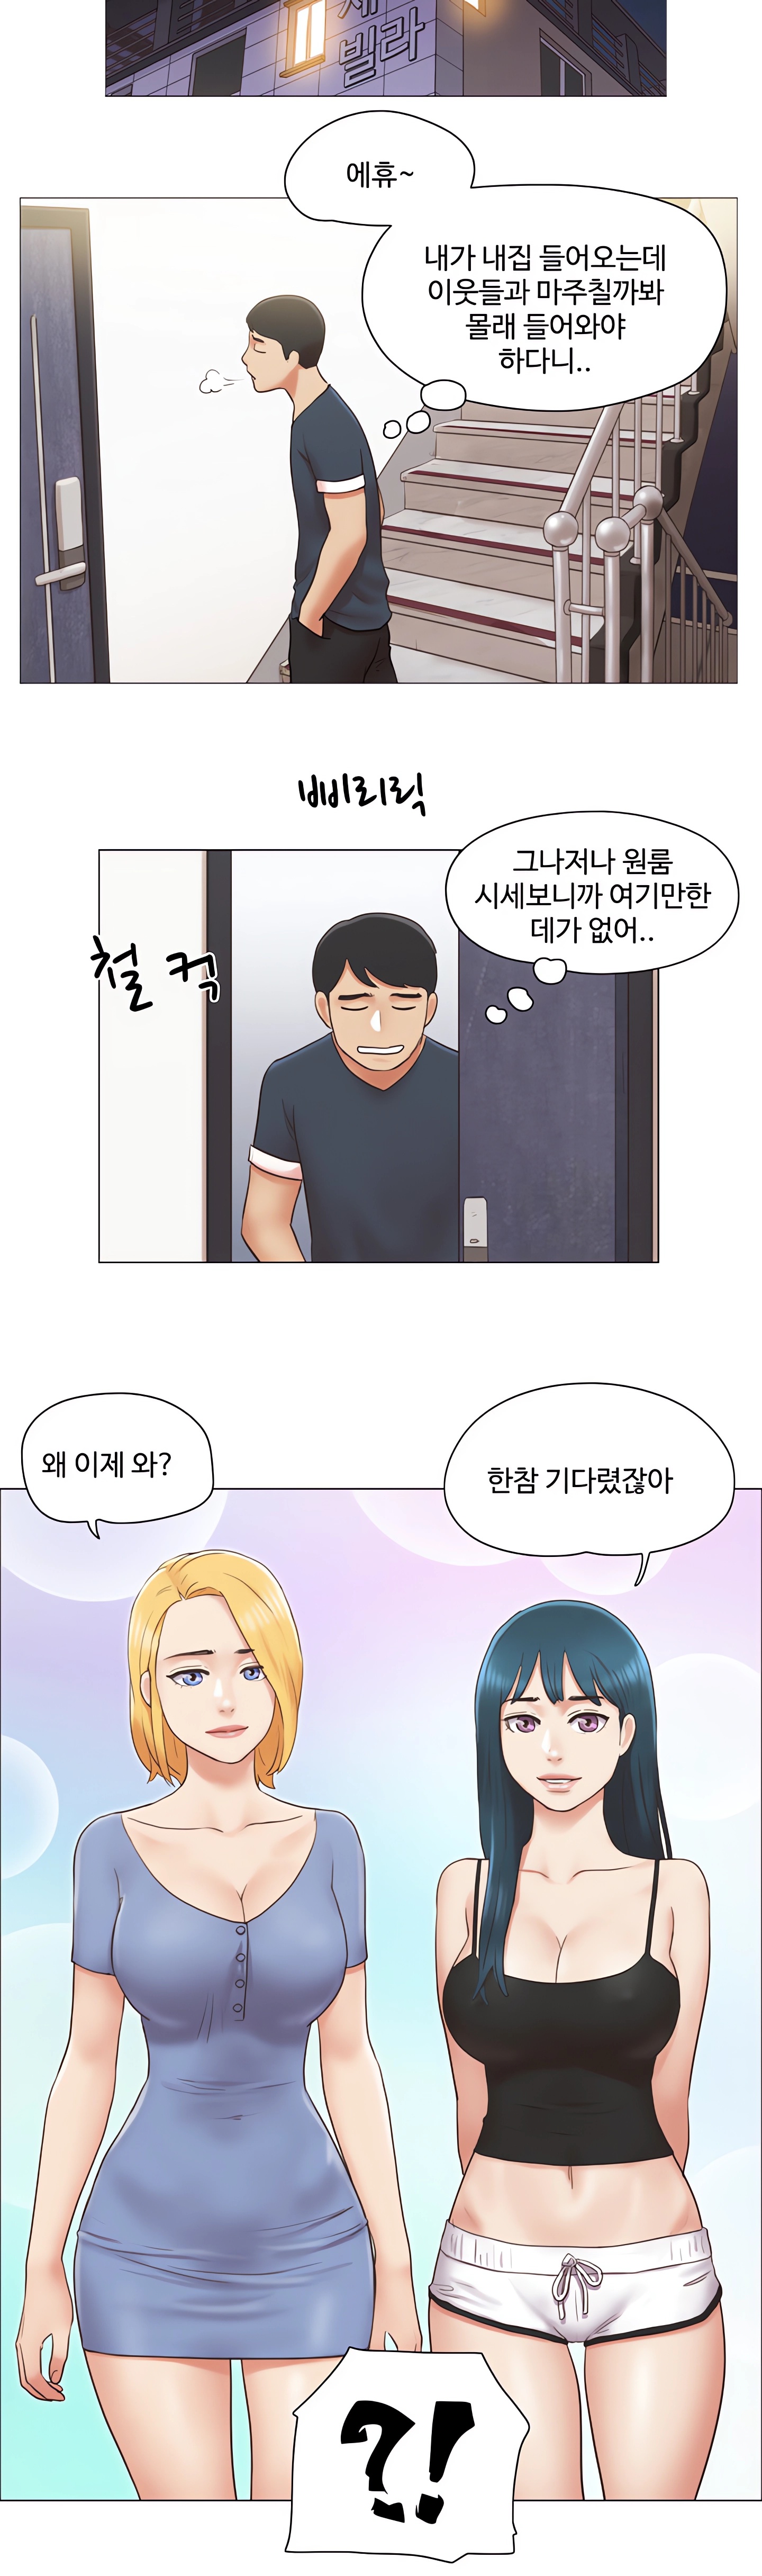 빌라
에휴~
내가 내집 들어오는데
이웃들과 마주칠까봐
몰래 들어와야
하다니..
삐리릭
그나저나 원룸
시세보니까 여기만한
데가 없어..
철컥
왜 이제 와?
한참 기다렸잖아
?!